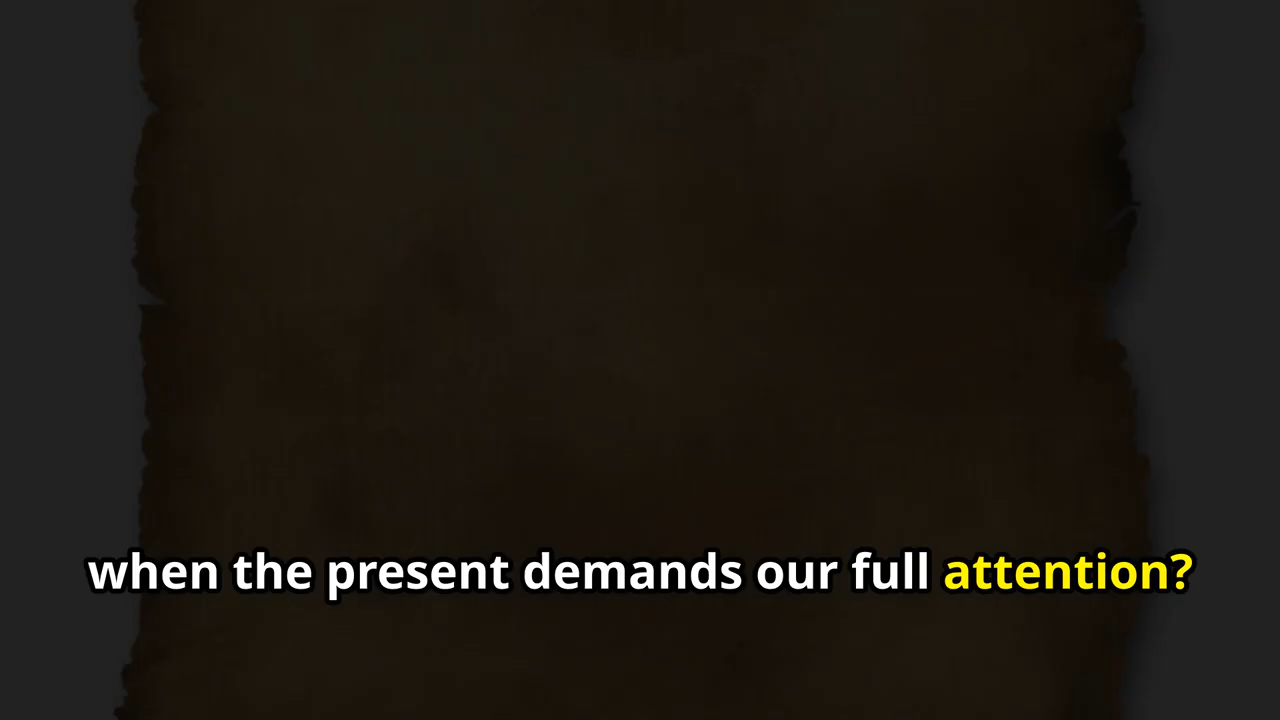 when the present demands our full attention?